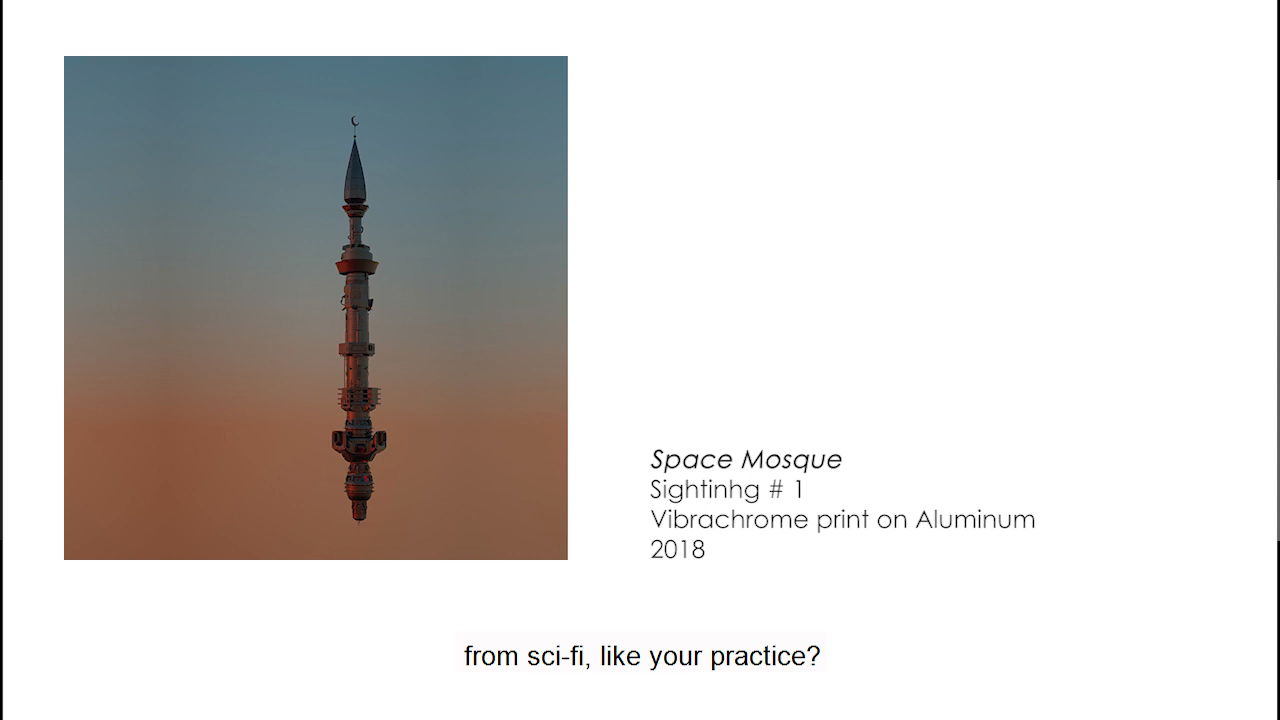 Space Mosque
Sightinhg # 1
Vibrachrome print on Aluminum
2018
from sci-fi, like your practice?